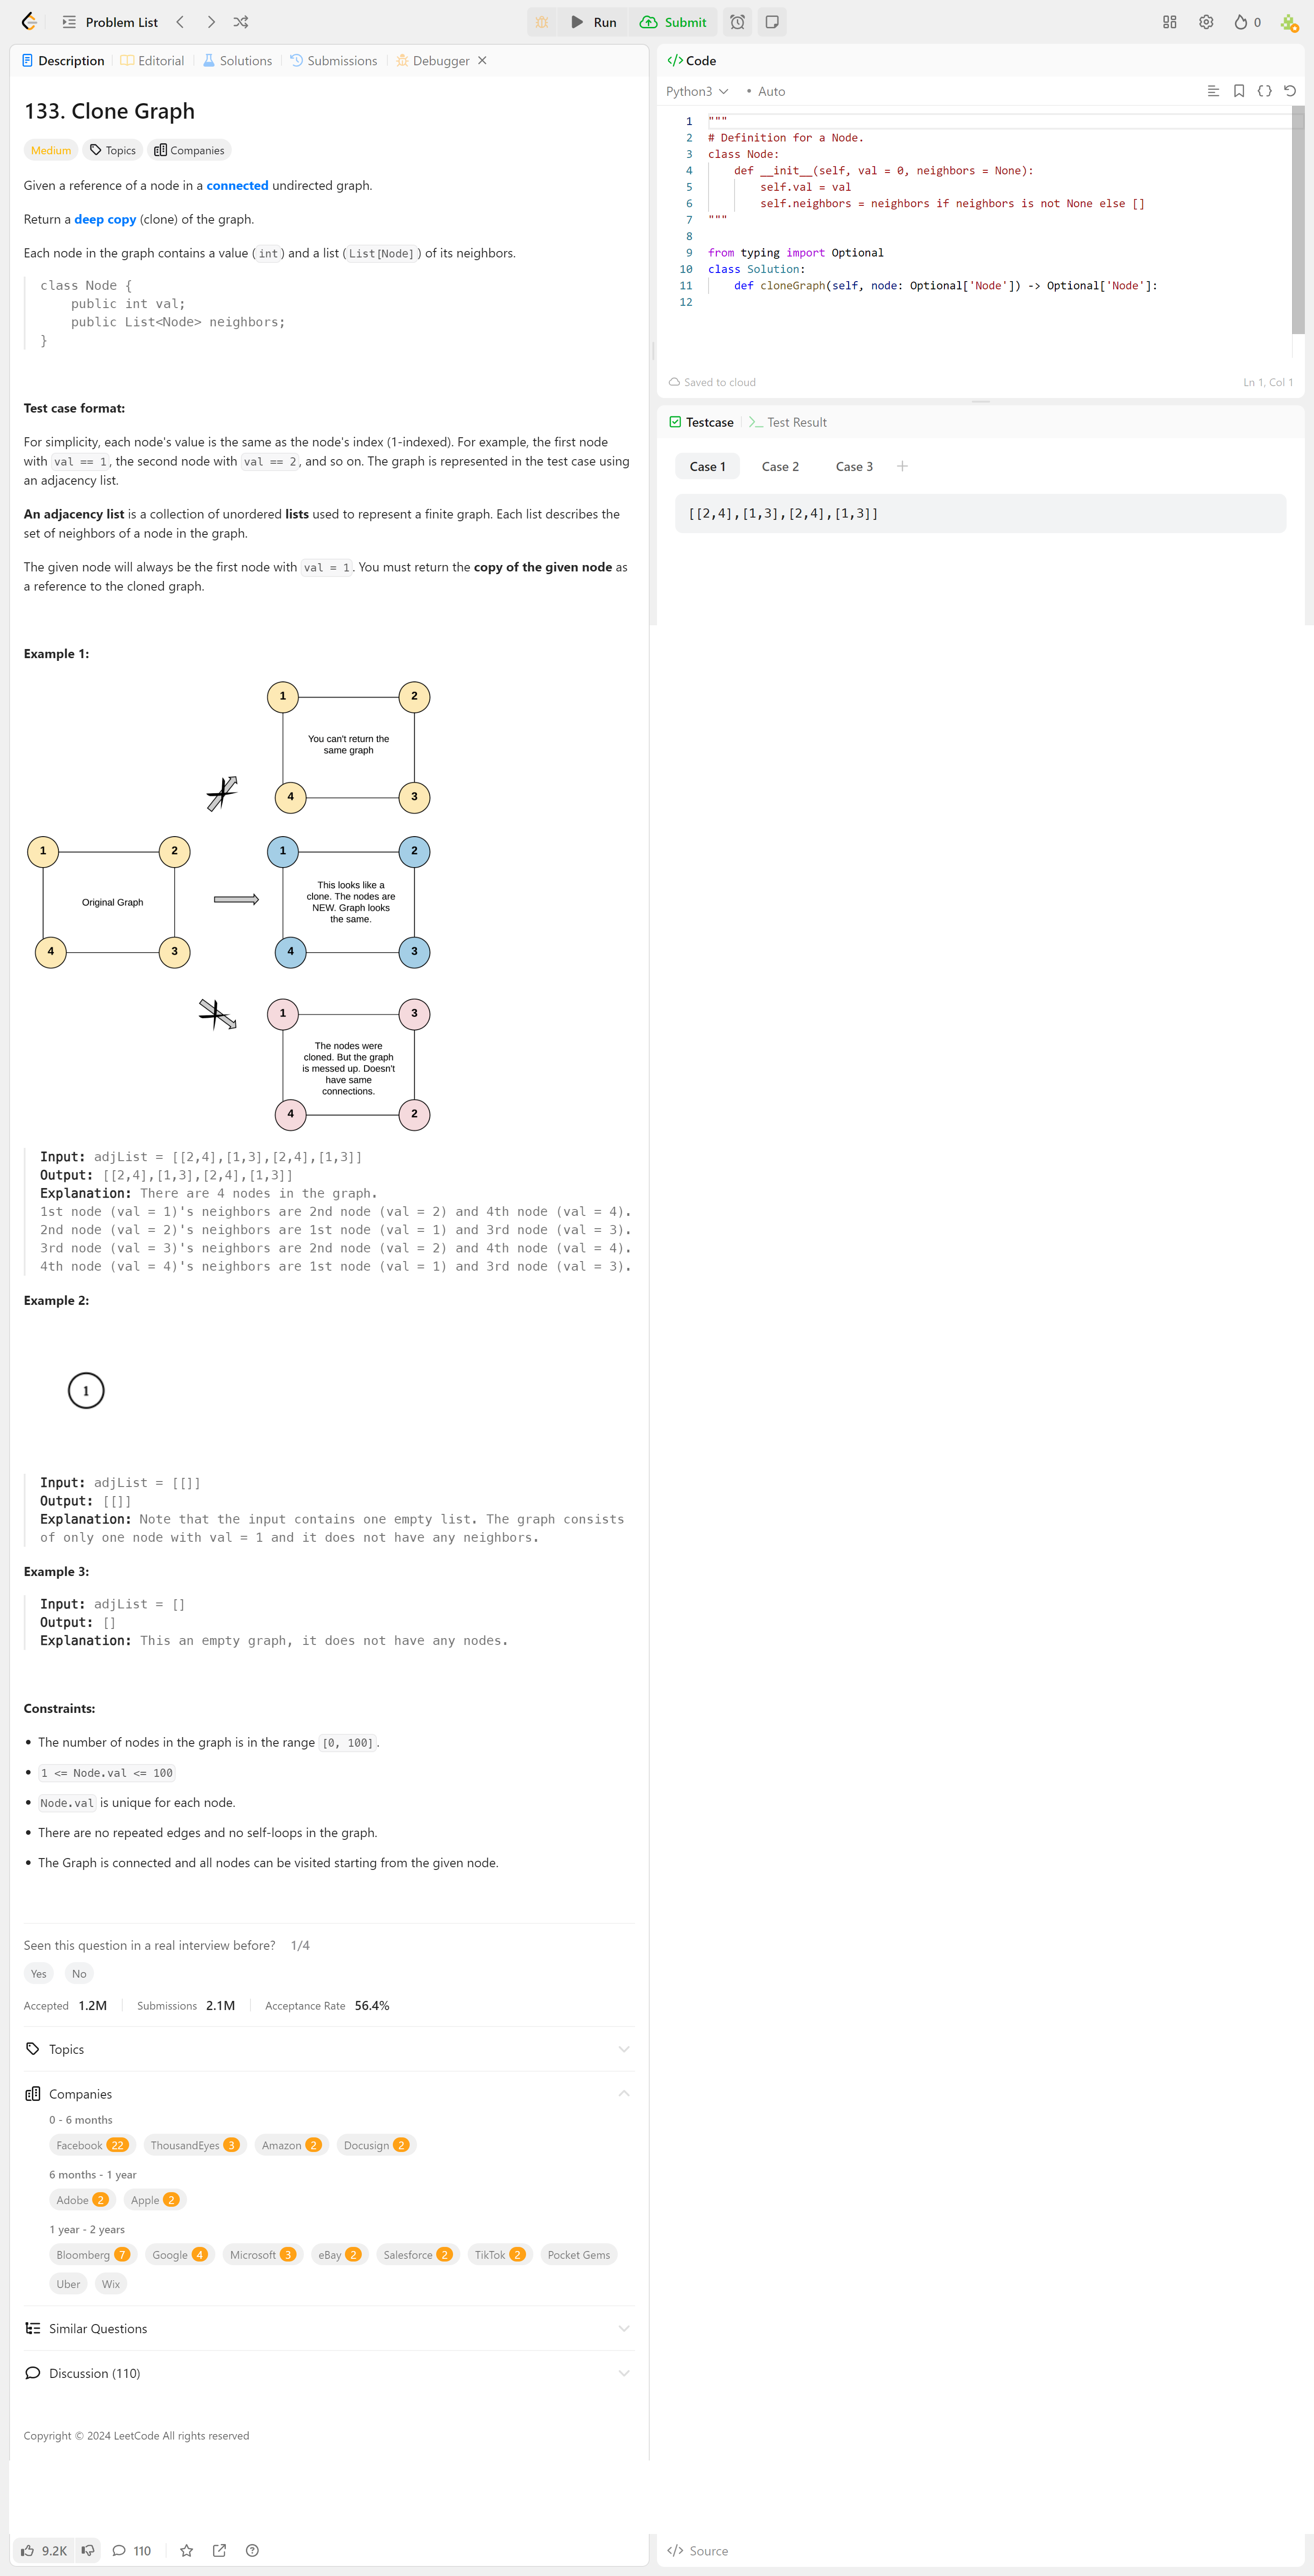 Problem List
Run
Submit
0
Description
Editorial
Solutions
Submissions
Debugger
133. Clone Graph
Medium
Topics
Companies
Given a reference of a node in a connected undirected graph.
Return a deep copy (clone) of the graph.
Each node in the graph contains a value (int) and a list (List[Node]) of its neighbors.
class Node {
    public int val;
    public List<Node> neighbors;
}
Test case format:
For simplicity, each node's value is the same as the node's index (1-indexed). For example, the first node
with val == 1, the second node with val == 2, and so on. The graph is represented in the test case using
an adjacency list.
An adjacency list is a collection of unordered lists used to represent a finite graph. Each list describes the
set of neighbors of a node in the graph.
The given node will always be the first node with val = 1. You must return the copy of the given node as
a reference to the cloned graph.
Example 1:
1
2
You can't return the
same graph
4
3
1
2
Original Graph
4
3
1
2
This looks like a
clone. The nodes are
NEW. Graph looks
the same.
4
3
1
3
The nodes were
cloned. But the graph
is messed up. Doesn't
have same
connections.
4
2
Input: adjList = [[2,4],[1,3],[2,4],[1,3]]
Output: [[2,4],[1,3],[2,4],[1,3]]
Explanation: There are 4 nodes in the graph.
1st node (val = 1)'s neighbors are 2nd node (val = 2) and 4th node (val = 4).
2nd node (val = 2)'s neighbors are 1st node (val = 1) and 3rd node (val = 3).
3rd node (val = 3)'s neighbors are 2nd node (val = 2) and 4th node (val = 4).
4th node (val = 4)'s neighbors are 1st node (val = 1) and 3rd node (val = 3).
Example 2:
1
Input: adjList = [[]]
Output: [[]]
Explanation: Note that the input contains one empty list. The graph consists
of only one node with val = 1 and it does not have any neighbors.
Example 3:
Input: adjList = []
Output: []
Explanation: This an empty graph, it does not have any nodes.
Constraints:
• The number of nodes in the graph is in the range [0, 100].
• 1 <= Node.val <= 100
• Node.val is unique for each node.
• There are no repeated edges and no self-loops in the graph.
• The Graph is connected and all nodes can be visited starting from the given node.
Seen this question in a real interview before? 1/4
Yes No
Accepted 1.2M Submissions 2.1M Acceptance Rate 56.4%
Topics
Companies
0 - 6 months
Facebook 22 ThousandEyes 3 Amazon 2 Docusign 2
6 months - 1 year
Adobe 2 Apple 2
1 year - 2 years
Bloomberg 7 Google 4 Microsoft 3 eBay 2 Salesforce 2 TikTok 2 Pocket Gems
Uber Wix
Similar Questions
Discussion (110)
Copyright © 2024 LeetCode All rights reserved
9.2K 110
</> Code
Python3 • Auto
1 """
2 # Definition for a Node.
3 class Node:
4     def __init__(self, val = 0, neighbors = None):
5         self.val = val
6         self.neighbors = neighbors if neighbors is not None else []
7 """
8
9 from typing import Optional
10 class Solution:
11     def cloneGraph(self, node: Optional['Node']) -> Optional['Node']:
12
Saved to cloud
Ln 1, Col 1
Testcase
Test Result
Case 1 Case 2 Case 3 +
[[2,4],[1,3],[2,4],[1,3]]
</> Source